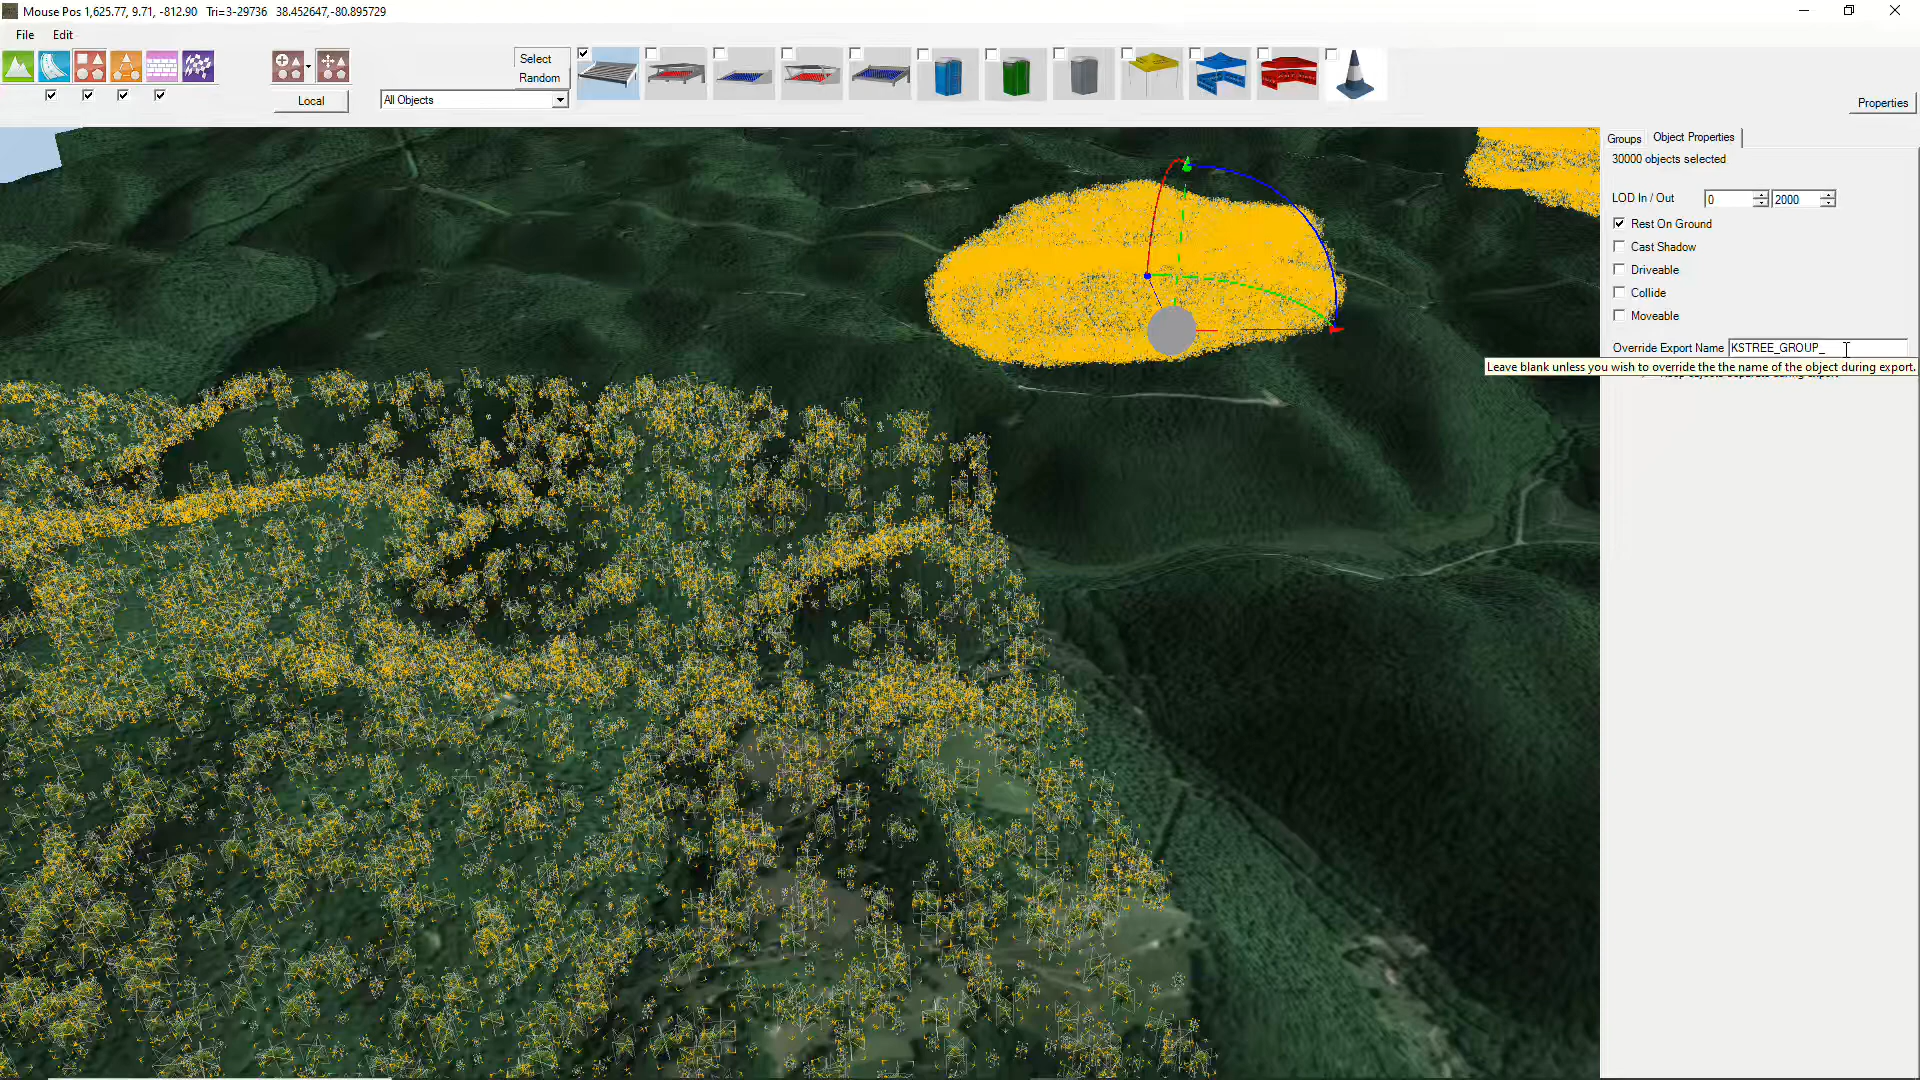 Mouse Pos 1,625.77, 9.71, -812.90 Tri=3-29736 38.452647,-80.895729
File Edit
Select
Random
Local
All Objects
Properties
Groups Object Properties
30000 objects selected
LOD In / Out 0 2000
Rest On Ground
Cast Shadow
Driveable
Collide
Moveable
Override Export Name KSTREE_GROUP_
Leave blank unless you wish to override the the name of the object during export.